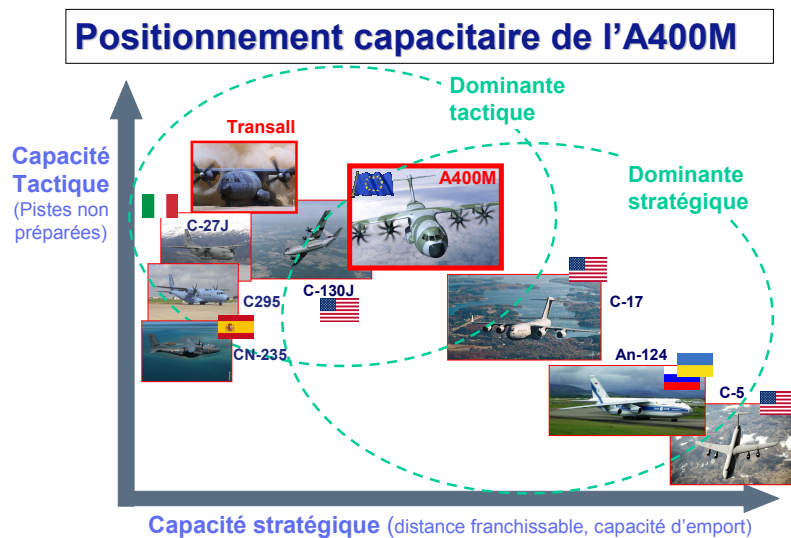 Positionnement capacitaire de l’A400M
Dominante
tactique
Transall
Capacité
Tactique
(Pistes non
préparées)
A400M
Dominante
stratégique
C-27J
C-130J
C295
C-17
CN-235
An-124
C-5
Capacité stratégique (distance franchissable, capacité d’emport)